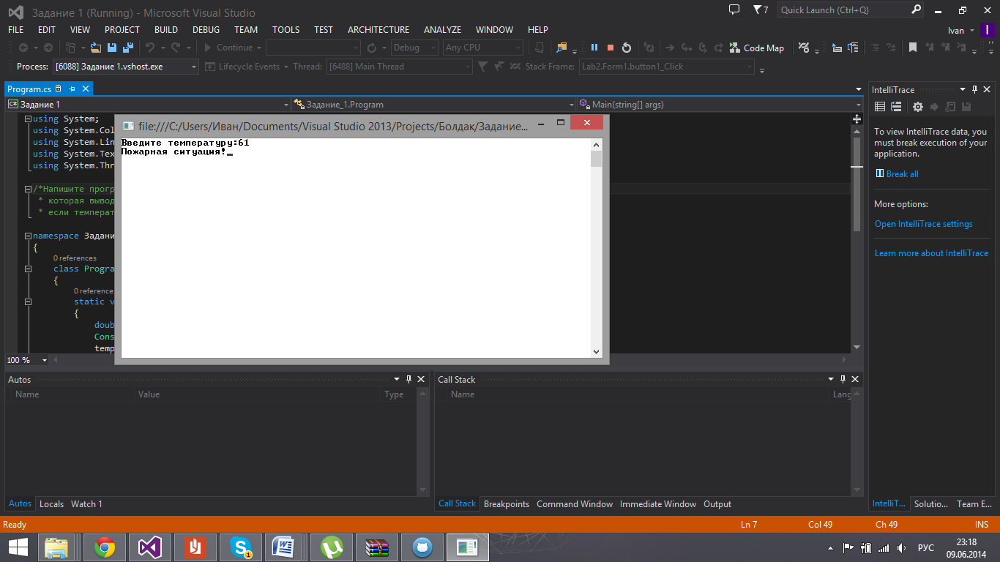 Задание 1 (Running) - Microsoft Visual Studio
7
Quick Launch (Ctrl+Q)
FILE EDIT VIEW PROJECT BUILD DEBUG TEAM TOOLS TEST ARCHITECTURE ANALYZE WINDOW HELP
Ivan
I
Continue Debug Any CPU Code Map
Process: [6088] Задание 1.vshost.exe Lifecycle Events Thread: [6488] Main Thread Stack Frame: Lab2.Form1.button1_Click
Program.cs
Задание 1 Задание_1.Program Main(string[] args)
using System;
using System.Col
using System.Lin
using System.Tex
using System.Thr
/*Напишите прогр
* которая вывод
* если температ
namespace Задани
{
0 references
class Progra
{
0 reference
static v
{
doub
Cons
temp
100 %
file:///C:/Users/Иван/Documents/Visual Studio 2013/Projects/Болдак/Задание...
Введите температуру:61
Пожарная ситуация!
IntelliTrace
To view IntelliTrace data, you
must break execution of your
application.
Break all
More options:
Open IntelliTrace settings
Learn more about IntelliTrace
Autos
Name Value Type
Call Stack
Name Lang
Autos Locals Watch 1
Call Stack Breakpoints Command Window Immediate Window Output
IntelliT... Solutio... Team E...
Ready Ln 7 Col 49 Ch 49 INS
1
РУС
23:18
09.06.2014